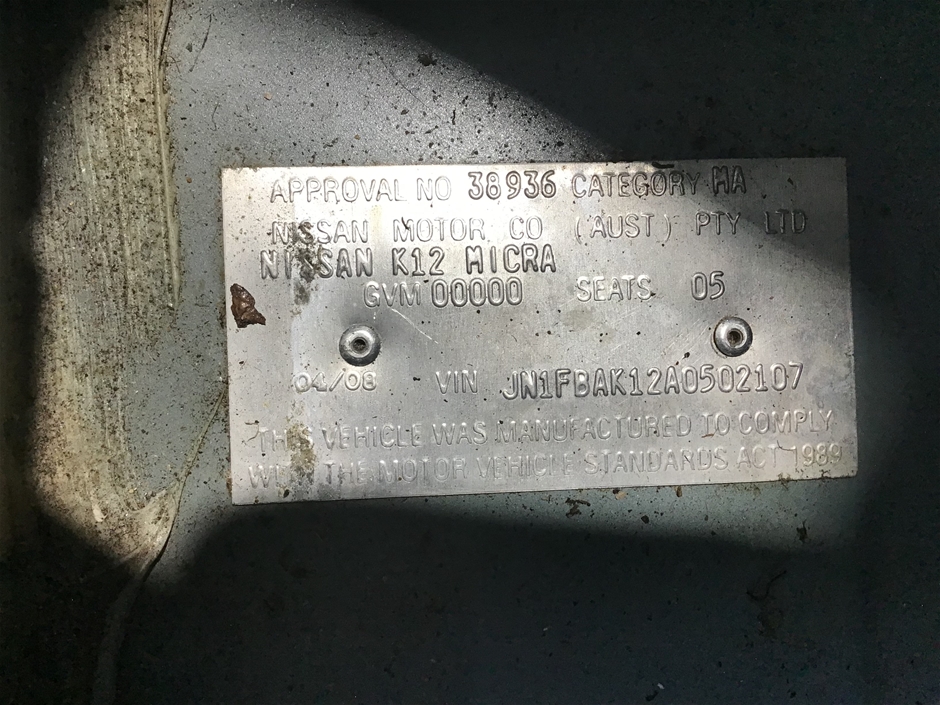 APPROVAL NO 38936 CATEGORY MA
NISSAN MOTOR CO (AUST) PTY LTD
NISSAN K12 MICRA
GVM 00000 SEATS 05
04/08 VIN JN1FBAK12A0502107
THIS VEHICLE WAS MANUFACTURED TO COMPLY
WITH THE MOTOR VEHICLE STANDARDS ACT 1989